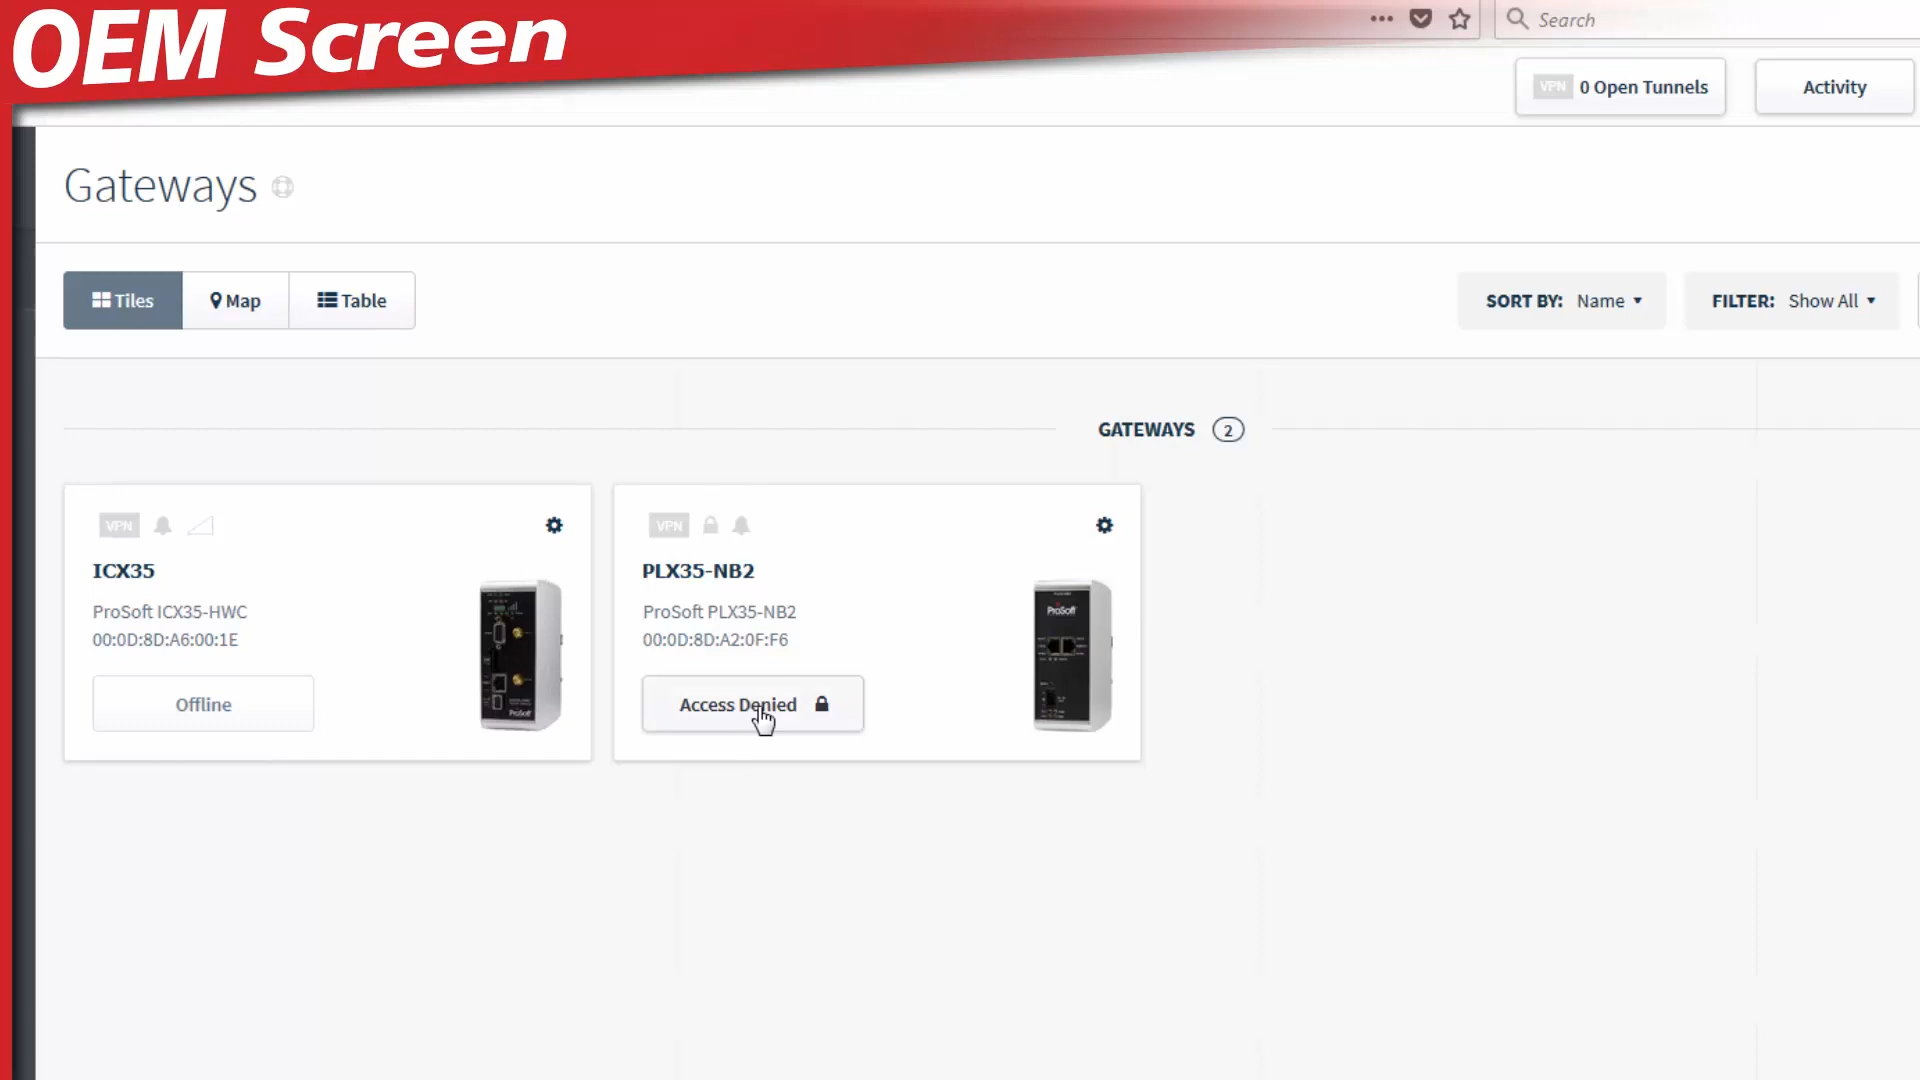 OEM Screen
Search
VPN 0 Open Tunnels
Activity
Gateways
Tiles
Map
Table
SORT BY: Name
FILTER: Show All
GATEWAYS 2
VPN
ICX35
ProSoft ICX35-HWC
00:0D:8D:A6:00:1E
Offline
ProSoft
VPN
PLX35-NB2
ProSoft PLX35-NB2
00:0D:8D:A2:0F:F6
Access Denied
ProSoft